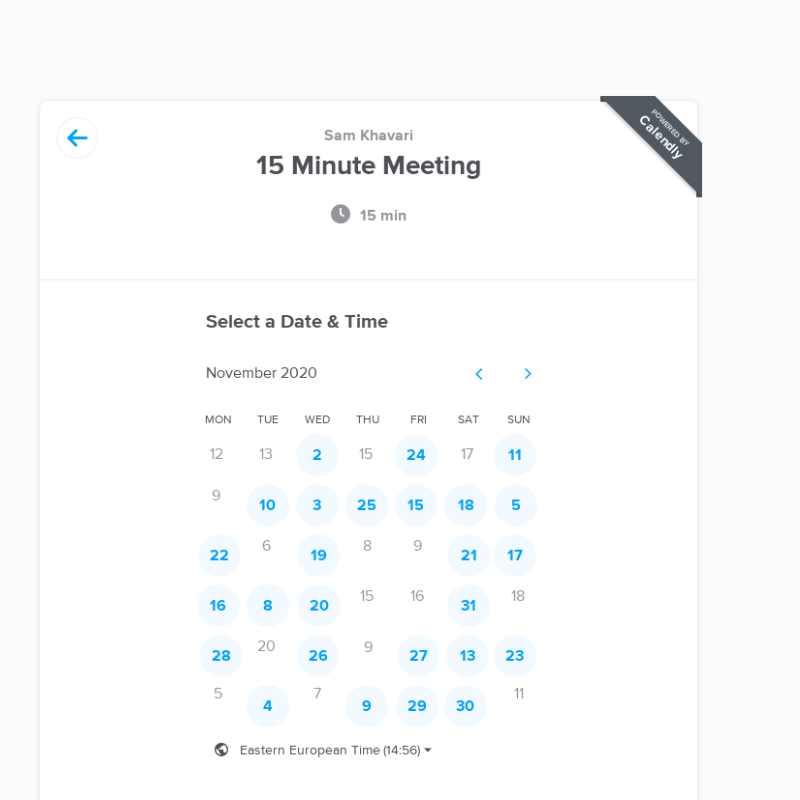 POWERED BY
Calendly
Sam Khavari
15 Minute Meeting
15 min
Select a Date & Time
November 2020
MON TUE WED THU FRI SAT SUN
12 13 2 15 24 17 11
9 10 3 25 15 18 5
22 6 19 8 9 21 17
16 8 20 15 16 31 18
28 20 26 9 27 13 23
5 4 7 9 29 30 11
Eastern European Time (14:56)